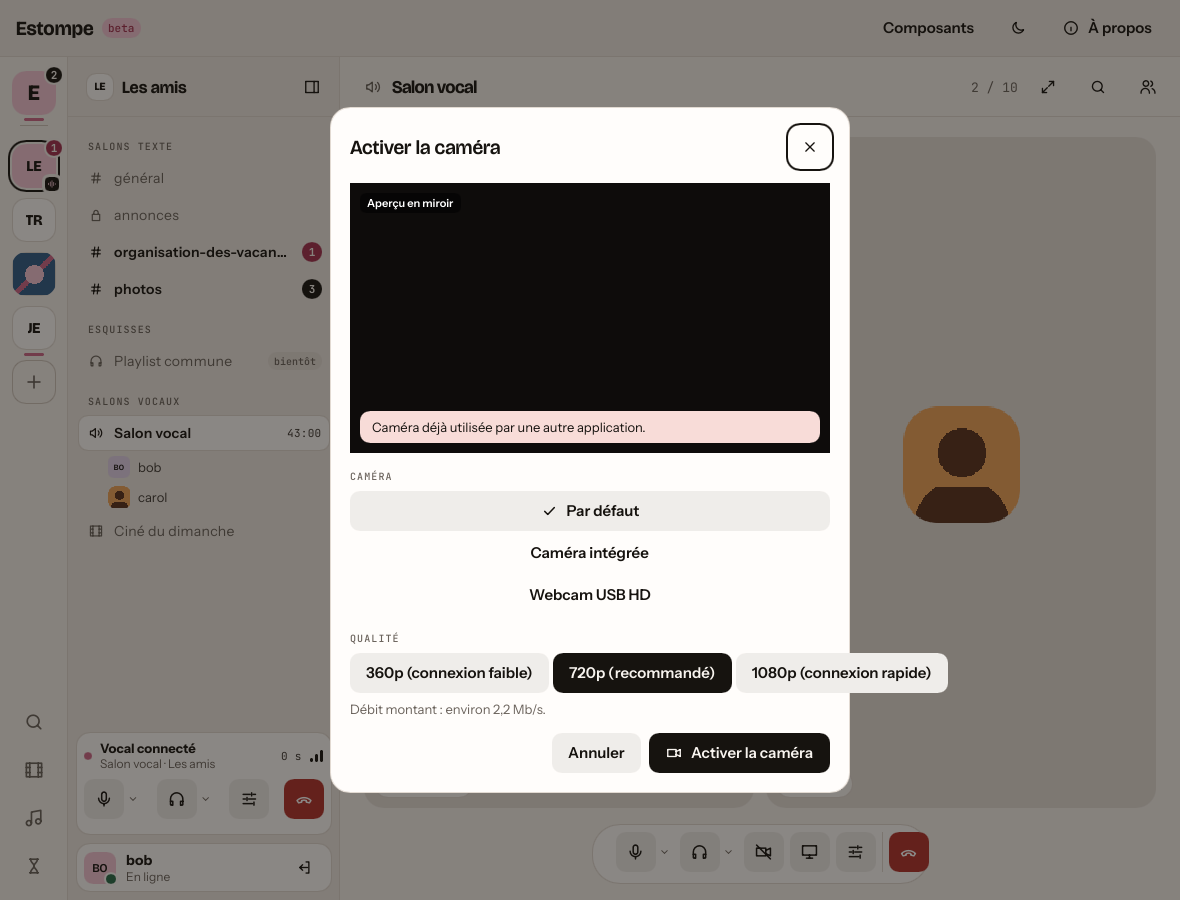 Estompe beta
Composants
À propos
E 2
LE 1
TR
JE
LE Les amis
SALONS TEXTE
# général
annonces
# organisation-des-vacan... 1
# photos 3
ESQUISSES
Playlist commune bientôt
SALONS VOCAUX
Salon vocal 43:00
BO bob
carol
Ciné du dimanche
Vocal connecté
Salon vocal · Les amis
0 s
BO bob
En ligne
Salon vocal
2 / 10
Activer la caméra
Aperçu en miroir
Caméra déjà utilisée par une autre application.
CAMÉRA
Par défaut
Caméra intégrée
Webcam USB HD
QUALITÉ
360p (connexion faible) 720p (recommandé) 1080p (connexion rapide)
Débit montant : environ 2,2 Mb/s.
Annuler Activer la caméra